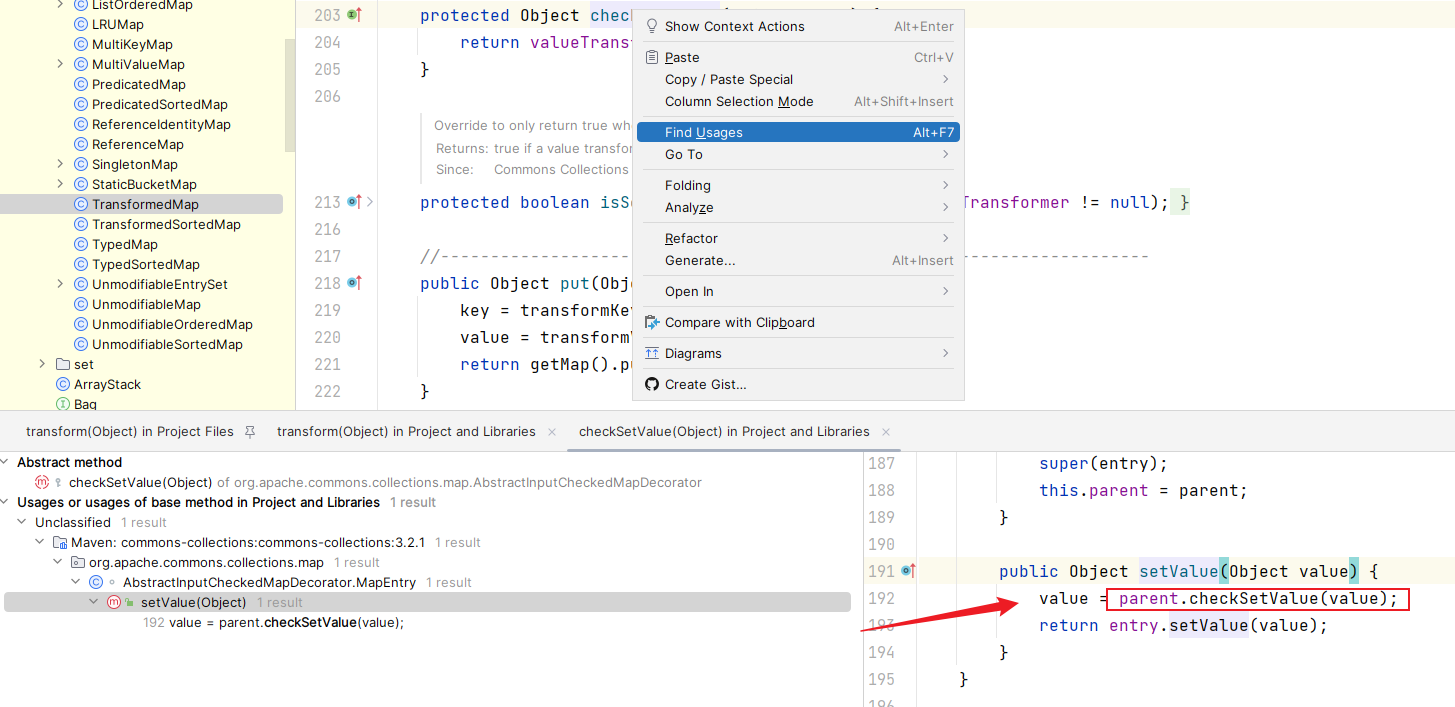 ListOrderedMap
LRUMap
MultiKeyMap
MultiValueMap
PredicatedMap
PredicatedSortedMap
ReferenceIdentityMap
ReferenceMap
SingletonMap
StaticBucketMap
TransformedMap
TransformedSortedMap
TypedMap
TypedSortedMap
UnmodifiableEntrySet
UnmodifiableMap
UnmodifiableOrderedMap
UnmodifiableSortedMap
set
ArrayStack
Bag
203 protected Object chec
204 return valueTransf
205 }
206
Override to only return true wh
Returns: true if a value transfor
Since: Commons Collections
213 protected boolean isS Transformer != null); }
216
217 //----------------------------------------------------------------------
218 public Object put(Obj
219 key = transformKe
220 value = transformV
221 return getMap().pu
222 }
Show Context Actions Alt+Enter
Paste Ctrl+V
Copy / Paste Special
Column Selection Mode Alt+Shift+Insert
Find Usages Alt+F7
Go To
Folding
Analyze
Refactor
Generate... Alt+Insert
Open In
Compare with Clipboard
Diagrams
Create Gist...
transform(Object) in Project Files transform(Object) in Project and Libraries × checkSetValue(Object) in Project and Libraries ×
Abstract method
checkSetValue(Object) of org.apache.commons.collections.map.AbstractInputCheckedMapDecorator
Usages or usages of base method in Project and Libraries 1 result
Unclassified 1 result
Maven: commons-collections:commons-collections:3.2.1 1 result
org.apache.commons.collections.map 1 result
AbstractInputCheckedMapDecorator.MapEntry 1 result
setValue(Object) 1 result
192 value = parent.checkSetValue(value);
187 super(entry);
188 this.parent = parent;
189 }
190
191 public Object setValue(Object value) {
192 value = parent.checkSetValue(value);
193 return entry.setValue(value);
194 }
195 }
196